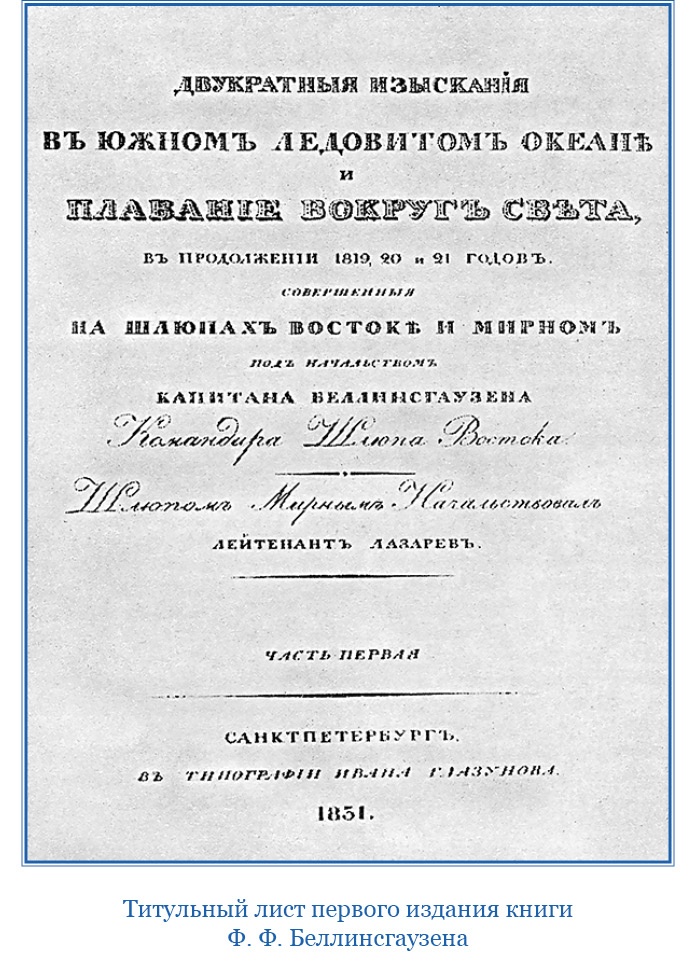 ДВУКРАТНЫЯ ИЗЫСКАНІЯ
ВЪ ЮЖНОМЪ ЛЕДОВИТОМЪ ОКЕАНѢ
И
ПЛАВАНІЕ ВОКРУГЪ СВѢТА,
ВЪ ПРОДОЛЖЕНІИ 1819, 20 и 21 ГОДОВЪ.
СОВЕРШЕННЫЯ
НА ШЛЮПАХЪ ВОСТОКѢ И МИРНОМЪ
ПОДЪ НАЧАЛЬСТВОМЪ
КАПИТАНА БЕЛЛИНСГАУЗЕНА
Командира Шлюпа Востока.
Шлюпомъ Мирнымъ Начальствовалъ
ЛЕЙТЕНАНТЪ ЛАЗАРЕВЪ.
ЧАСТЬ ПЕРВАЯ
САНКТПЕТЕРБУРГЪ.
ВЪ ТИПОГРАФІИ ИВАНА ГЛАЗУНОВА.
1831.
Титульный лист первого издания книги
Ф. Ф. Беллинсгаузена